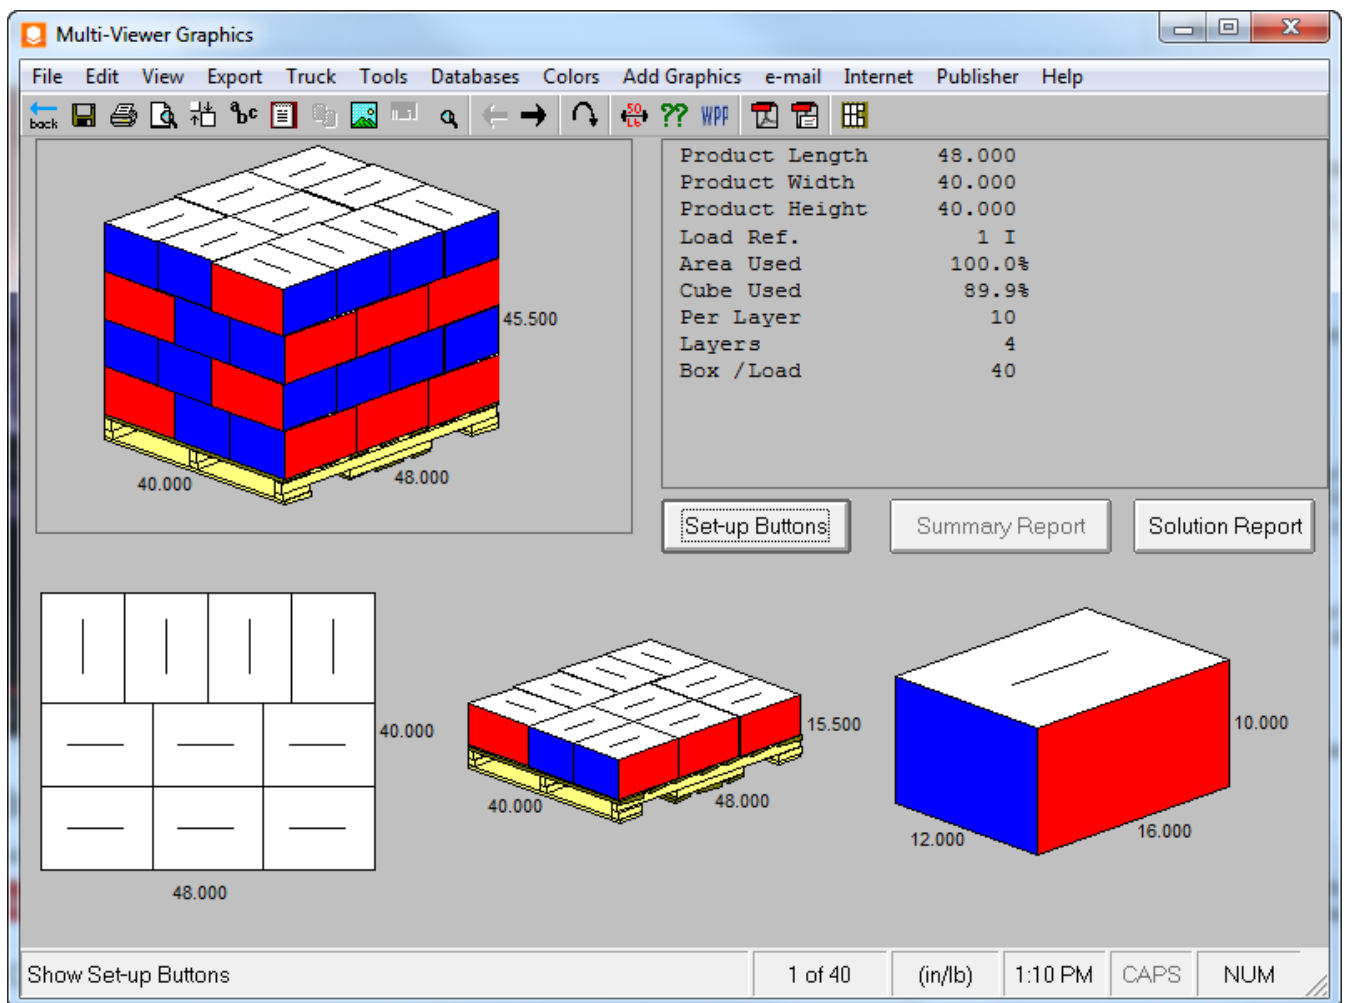 Multi-Viewer Graphics
File Edit View Export Truck Tools Databases Colors Add Graphics e-mail Internet Publisher Help
back abc 50 Lb ?? WPP
45.500
40.000
48.000
Product Length 48.000
Product Width 40.000
Product Height 40.000
Load Ref. 1 I
Area Used 100.0%
Cube Used 89.9%
Per Layer 10
Layers 4
Box /Load 40
Set-up Buttons Summary Report Solution Report
40.000
48.000
15.500
40.000
48.000
10.000
12.000
16.000
Show Set-up Buttons 1 of 40 (in/lb) 1:10 PM CAPS NUM